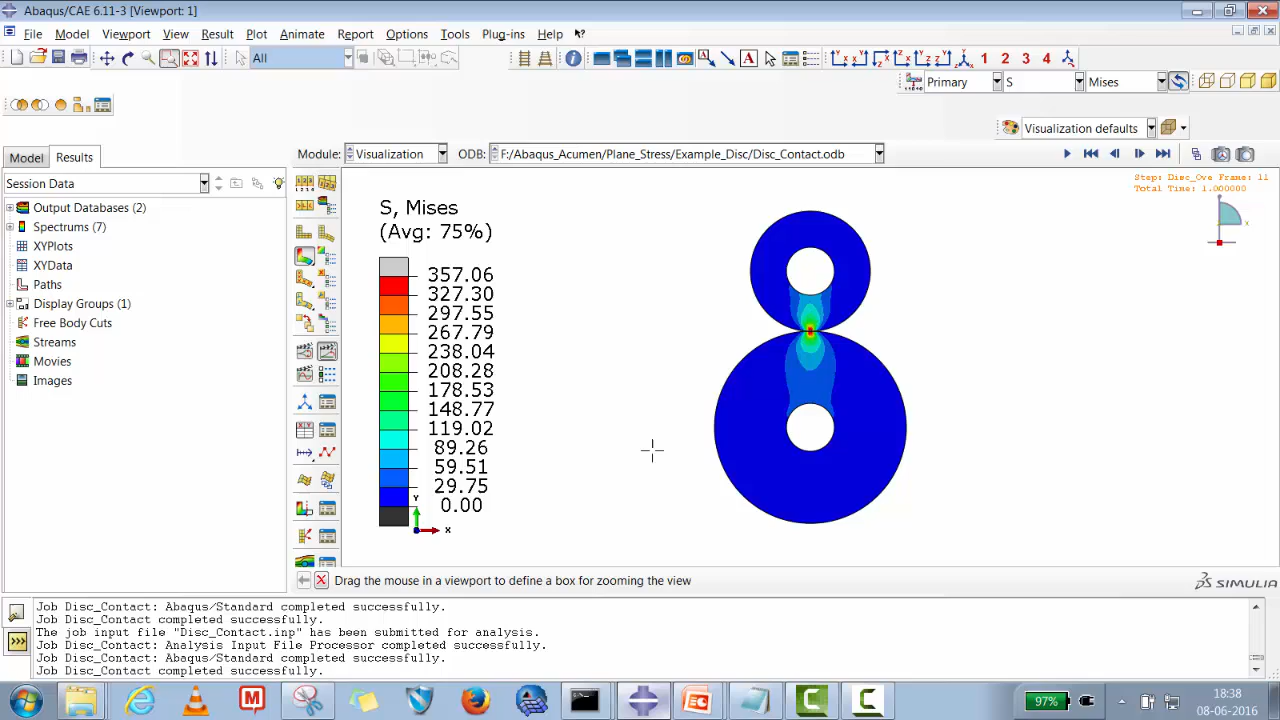 Abaqus/CAE 6.11-3 [Viewport: 1]
File Model Viewport View Result Plot Animate Report Options Tools Plug-ins Help
All
1 2 3 4
Primary S Mises
Visualization defaults
Model Results
Module: Visualization ODB: F:/Abaqus_Acumen/Plane_Stress/Example_Disc/Disc_Contact.odb
Session Data
Output Databases (2)
Spectrums (7)
XYPlots
XYData
Paths
Display Groups (1)
Free Body Cuts
Streams
Movies
Images
Step: Disc_Ove Frame: 11
Total Time: 1.000000
X
S, Mises
(Avg: 75%)
357.06
327.30
297.55
267.79
238.04
208.28
178.53
148.77
119.02
89.26
59.51
29.75
0.00
Y
X
Drag the mouse in a viewport to define a box for zooming the view
SIMULIA
Job Disc_Contact: Abaqus/Standard completed successfully.
Job Disc_Contact completed successfully.
The job input file "Disc_Contact.inp" has been submitted for analysis.
Job Disc_Contact: Analysis Input File Processor completed successfully.
Job Disc_Contact: Abaqus/Standard completed successfully.
Job Disc_Contact completed successfully.
97%
18:38
08-06-2016